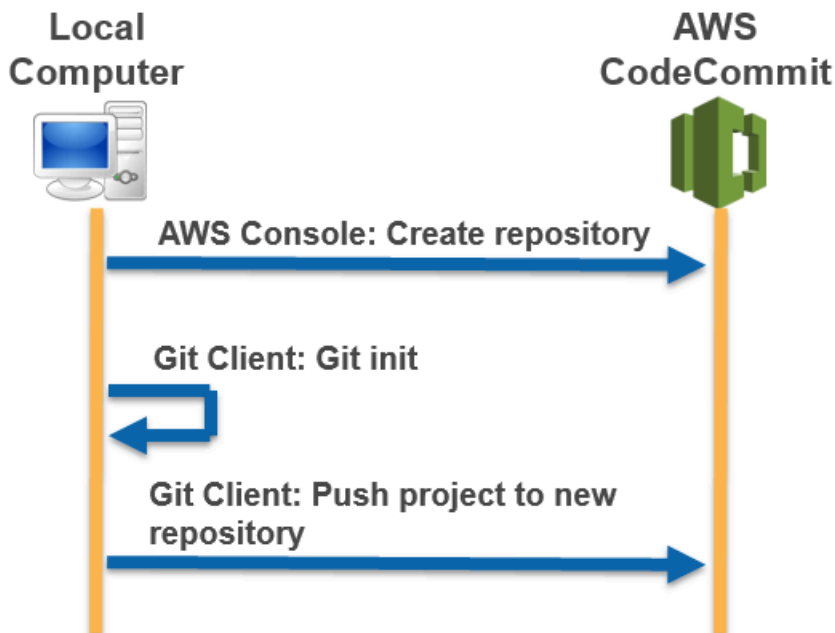 Local
Computer
AWS
CodeCommit
AWS Console: Create repository
Git Client: Git init
Git Client: Push project to new
repository